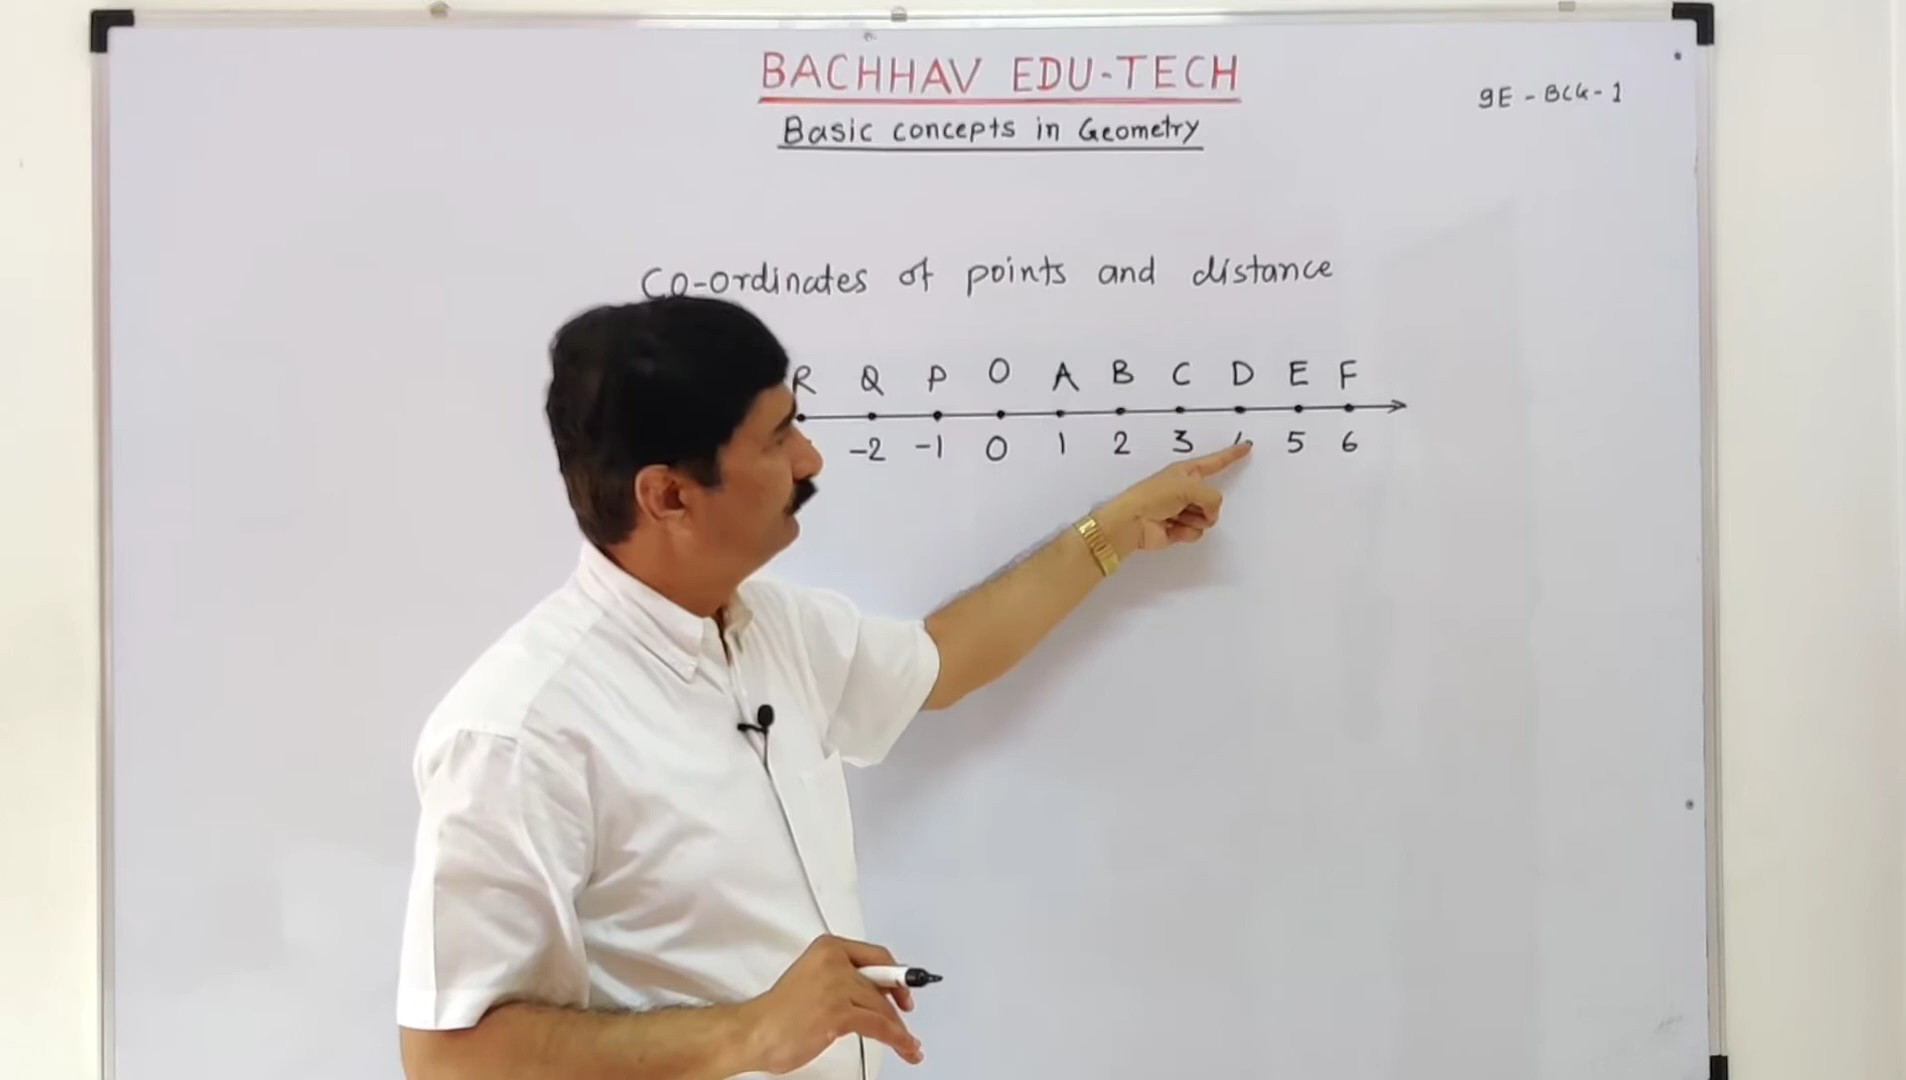 BACHHAV EDU-TECH
9E - BCG - 1
Basic concepts in Geometry
Co-ordinates of points and distance
R Q P O A B C D E F
-2 -1 0 1 2 3 4 5 6